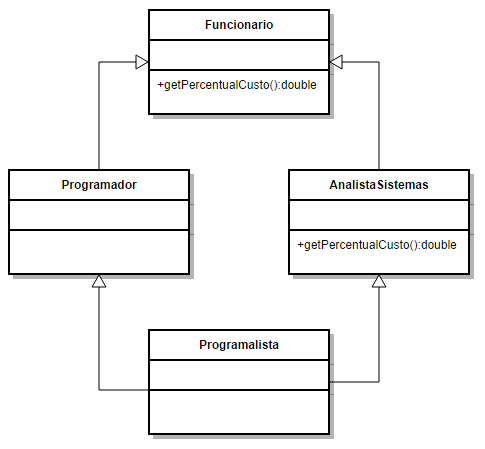 Funcionario
+getPercentualCusto():double
Programador
AnalistaSistemas
+getPercentualCusto():double
Programalista